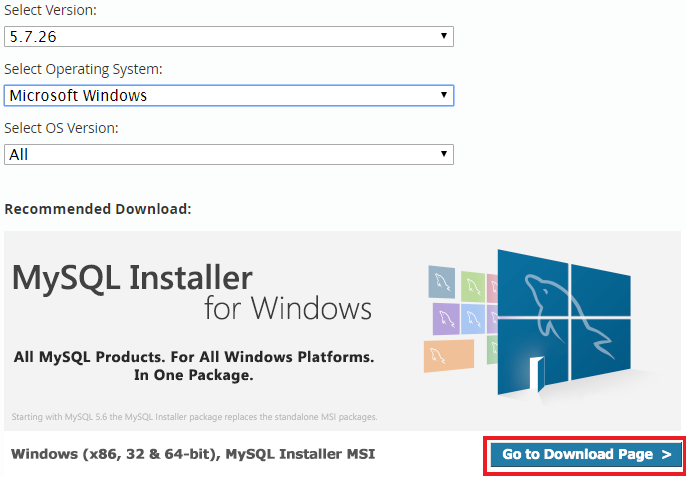 Select Version:
5.7.26
Select Operating System:
Microsoft Windows
Select OS Version:
All
Recommended Download:
MySQL Installer
for Windows
All MySQL Products. For All Windows Platforms.
In One Package.
Starting with MySQL 5.6 the MySQL Installer package replaces the standalone MSI packages.
Windows (x86, 32 & 64-bit), MySQL Installer MSI
Go to Download Page >